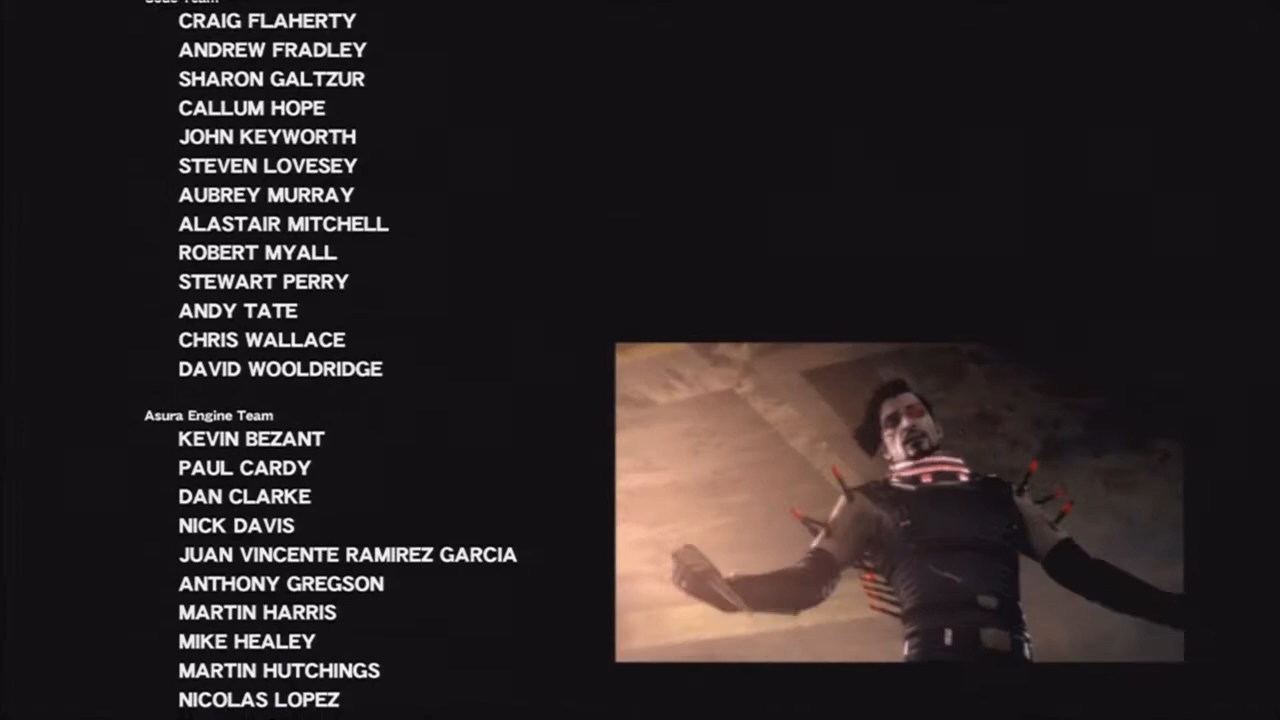 CRAIG FLAHERTY
ANDREW FRADLEY
SHARON GALTZUR
CALLUM HOPE
JOHN KEYWORTH
STEVEN LOVESEY
AUBREY MURRAY
ALASTAIR MITCHELL
ROBERT MYALL
STEWART PERRY
ANDY TATE
CHRIS WALLACE
DAVID WOOLDRIDGE
Asura Engine Team
KEVIN BEZANT
PAUL CARDY
DAN CLARKE
NICK DAVIS
JUAN VINCENTE RAMIREZ GARCIA
ANTHONY GREGSON
MARTIN HARRIS
MIKE HEALEY
MARTIN HUTCHINGS
NICOLAS LOPEZ